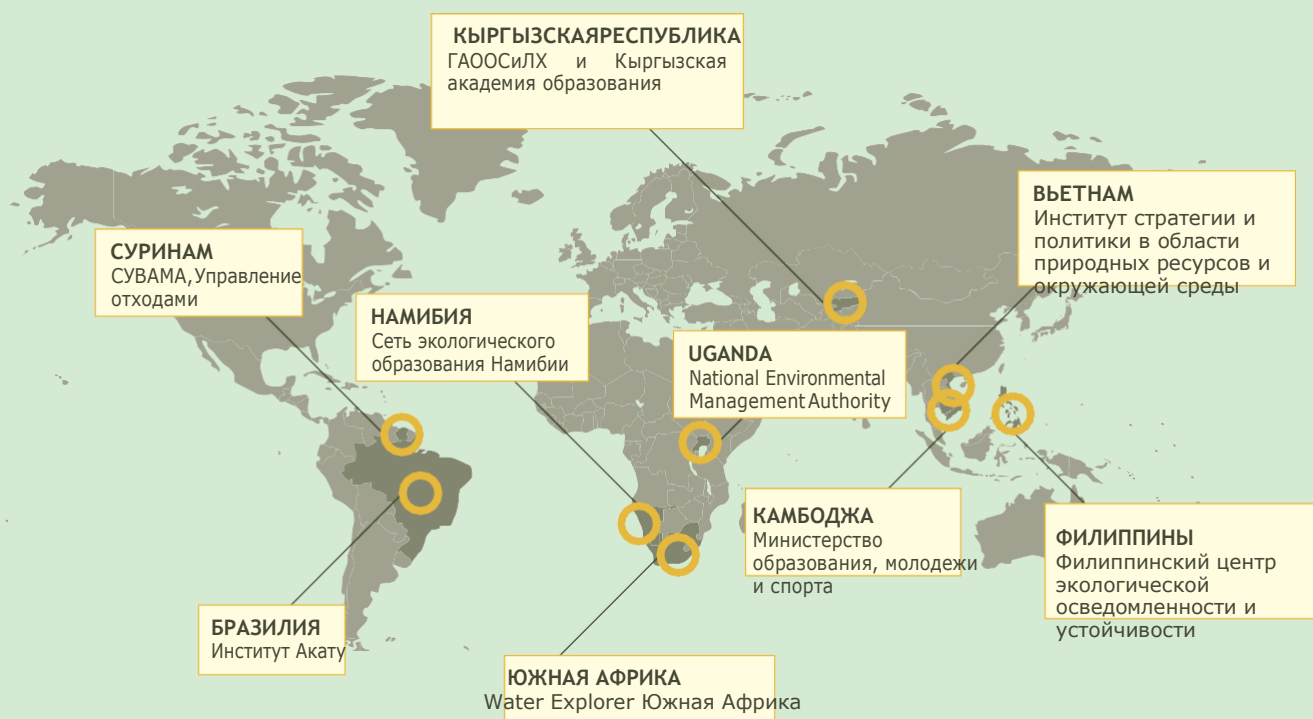 КЫРГЫЗСКАЯРЕСПУБЛИКА
ГАООСиЛХ и Кыргызская
академия образования
ВЬЕТНАМ
Институт стратегии и
политики в области
природных ресурсов и
окружающей среды
СУРИНАМ
СУВАМА,Управление
отходами
НАМИБИЯ
Сеть экологического
образования Намибии
UGANDA
National Environmental
Management Authority
КАМБОДЖА
Министерство
образования, молодежи
и спорта
ФИЛИППИНЫ
Филиппинский центр
экологической
осведомленности и
устойчивости
БРАЗИЛИЯ
Институт Акату
ЮЖНАЯ АФРИКА
Water Explorer Южная Африка